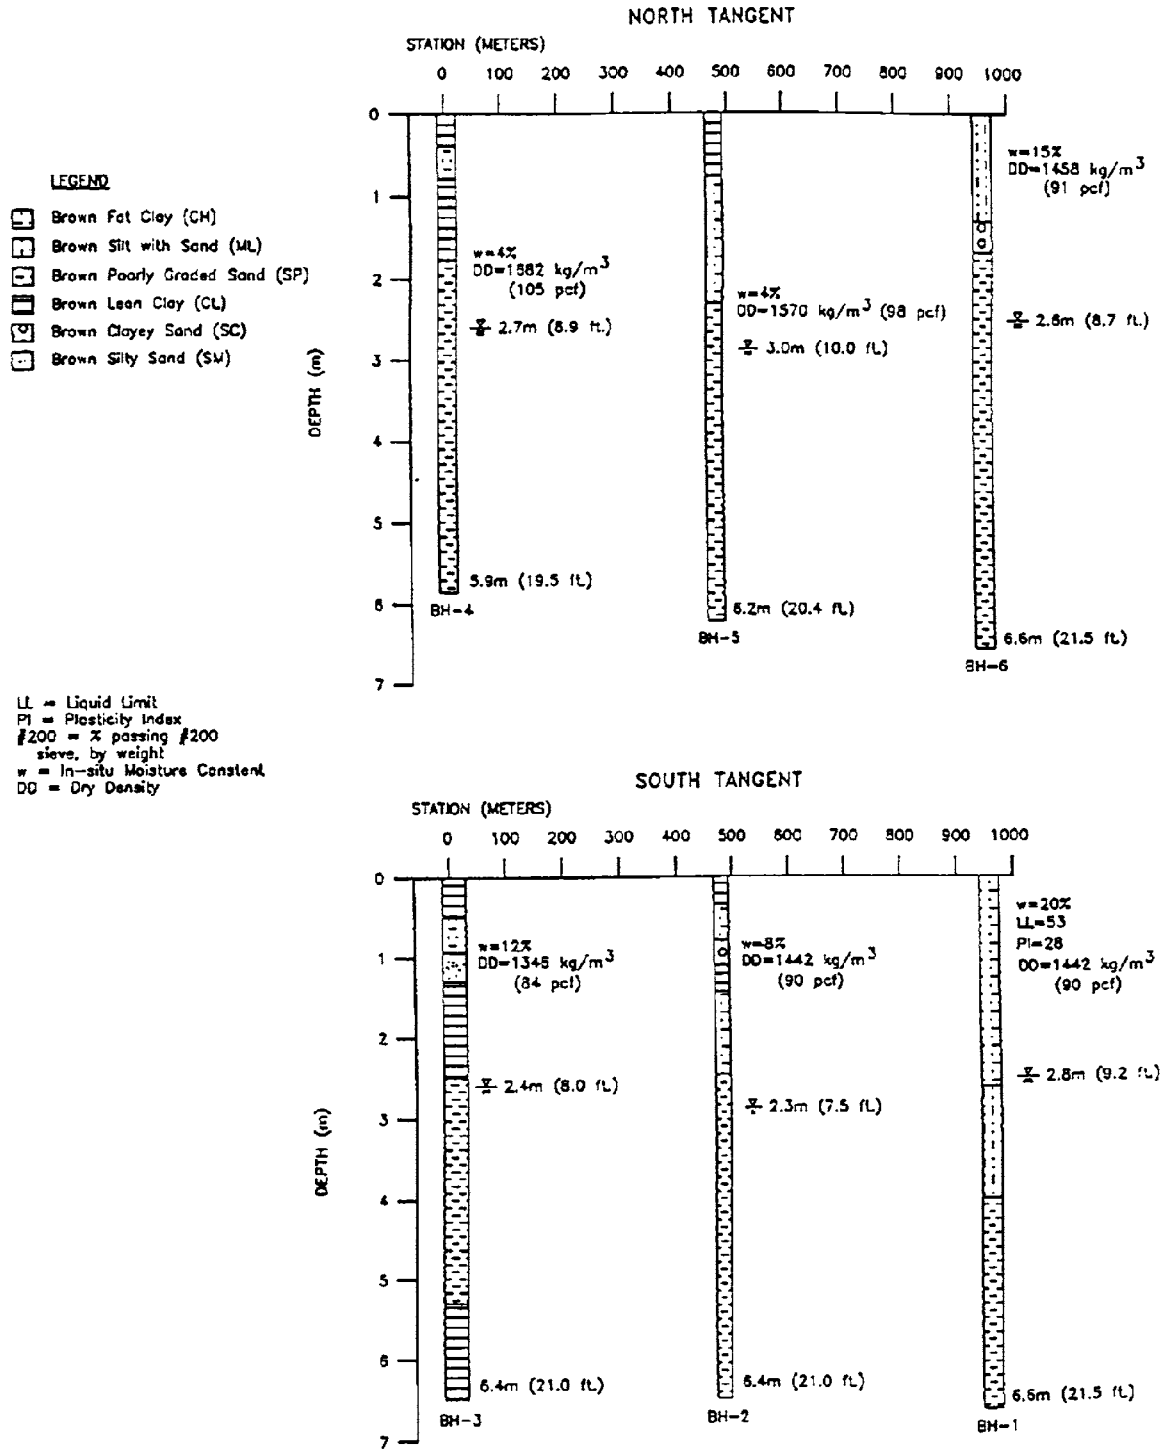 NORTH TANGENT
STATION (METERS)
0 100 200 300 400 500 600 700 800 900 1000
0
1
2
3
4
5
6
7
DEPTH (m)
LEGEND
Brown Fat Clay (CH)
Brown Silt with Sand (ML)
Brown Poorly Graded Sand (SP)
Brown Lean Clay (CL)
Brown Clayey Sand (SC)
Brown Silty Sand (SM)
w=4%
(105 pcf)
2.7m (8.9 ft.)
5.9m (19.5 ft.)
BH-4
w=4%
DD=1570 kg/m3 (98 pcf)
3.0m (10.0 ft.)
6.2m (20.4 ft.)
BH-5
w=15%
DD=1458 kg/m3
(91 pcf)
2.6m (8.7 ft.)
6.6m (21.5 ft.)
BH-6
LL = Liquid Limit
PI = Plasticity Index
#200 = % passing #200
sieve, by weight
w = In-situ Moisture Constent
DD = Dry Density
SOUTH TANGENT
STATION (METERS)
0 100 200 300 400 500 600 700 800 900 1000
0
1
2
3
4
5
6
7
DEPTH (m)
w=12%
DD=1346 kg/m3
(84 pcf)
2.4m (8.0 ft.)
6.4m (21.0 ft.)
BH-3
w=8%
DD=1442 kg/m3
(90 pcf)
2.3m (7.5 ft.)
6.4m (21.0 ft.)
BH-2
w=20%
LL=53
PI=28
DD=1442 kg/m3
(90 pcf)
2.8m (9.2 ft.)
6.6m (21.5 ft.)
BH-1